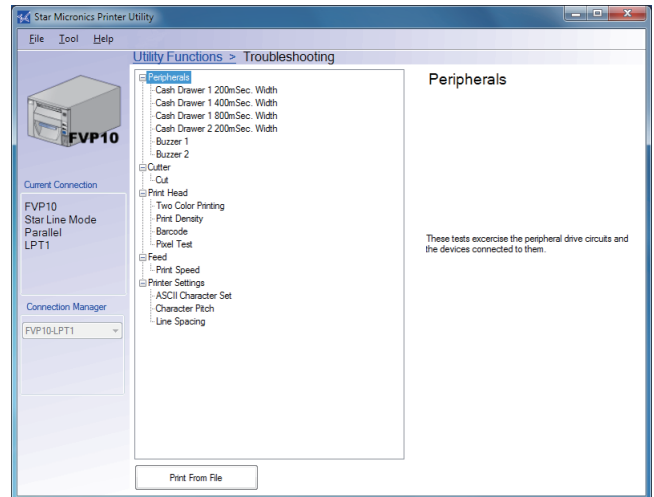 Star Micronics Printer Utility
File Tool Help
Utility Functions > Troubleshooting
FVP10
Current Connection
FVP10
Star Line Mode
Parallel
LPT1
Connection Manager
FVP10-LPT1
Peripherals
Cash Drawer 1 200mSec. Width
Cash Drawer 1 400mSec. Width
Cash Drawer 1 800mSec. Width
Cash Drawer 2 200mSec. Width
Buzzer 1
Buzzer 2
Cutter
Cut
Print Head
Two Color Printing
Print Density
Barcode
Pixel Test
Feed
Print Speed
Printer Settings
ASCII Character Set
Character Pitch
Line Spacing
Print From File
Peripherals
These tests excercise the peripheral drive circuits and
the devices connected to them.